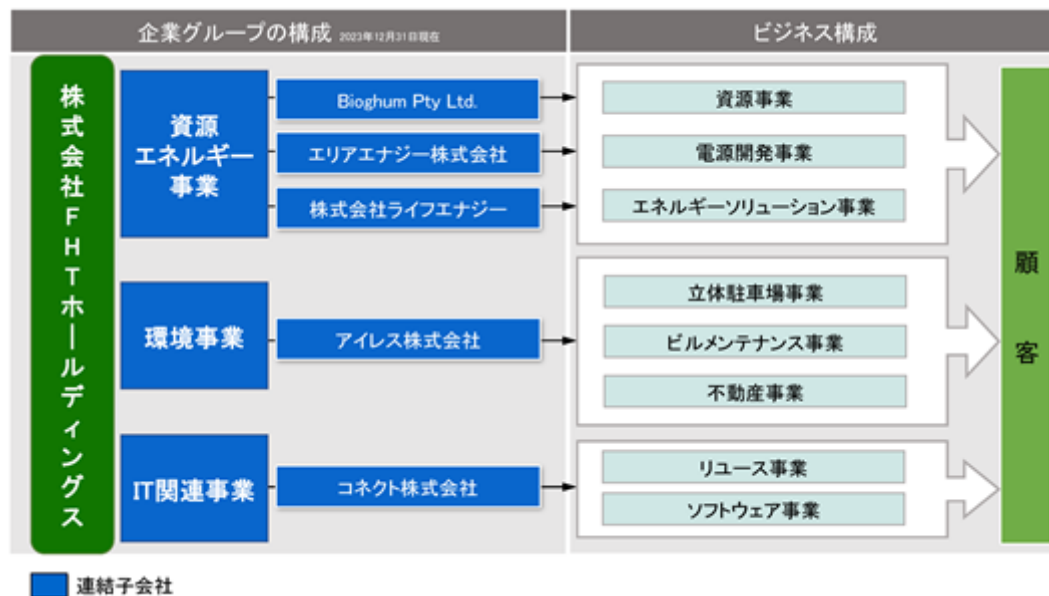 企業グループの構成 2023年12月31日現在
ビジネス構成
株式会社FHTホールディングス
資源
エネルギー
事業
Bioghum Pty Ltd.
エリアエナジー株式会社
株式会社ライフエナジー
資源事業
電源開発事業
エネルギーソリューション事業
環境事業
アイレス株式会社
立体駐車場事業
ビルメンテナンス事業
不動産事業
IT関連事業
コネクト株式会社
リユース事業
ソフトウェア事業
顧客
連結子会社